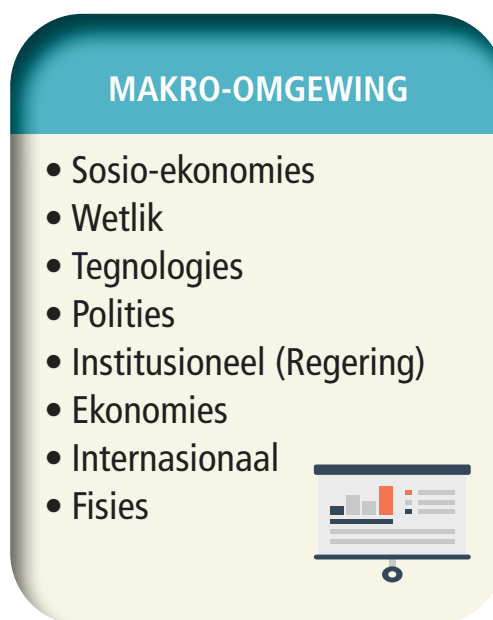 MAKRO-OMGEWING
• Sosio-ekonomies
• Wetlik
• Tegnologies
• Polities
• Institusioneel (Regering)
• Ekonomies
• Internasionaal
• Fisies